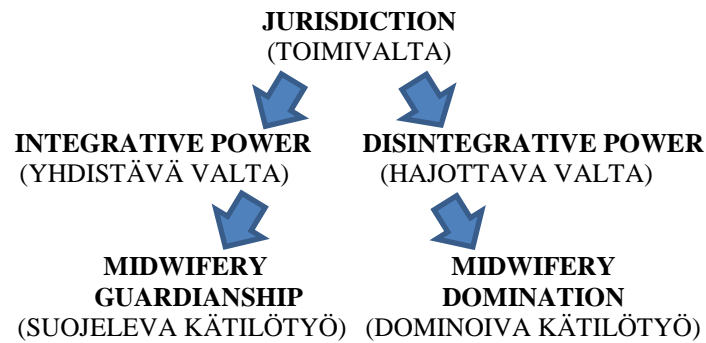 JURISDICTION
(TOIMIVALTA)
INTEGRATIVE POWER
(YHDISTÄVÄ VALTA)
DISINTEGRATIVE POWER
(HAJOTTAVA VALTA)
MIDWIFERY
GUARDIANSHIP
(SUOJELEVA KÄTILÖTYÖ)
MIDWIFERY
DOMINATION
(DOMINOIVA KÄTILÖTYÖ)